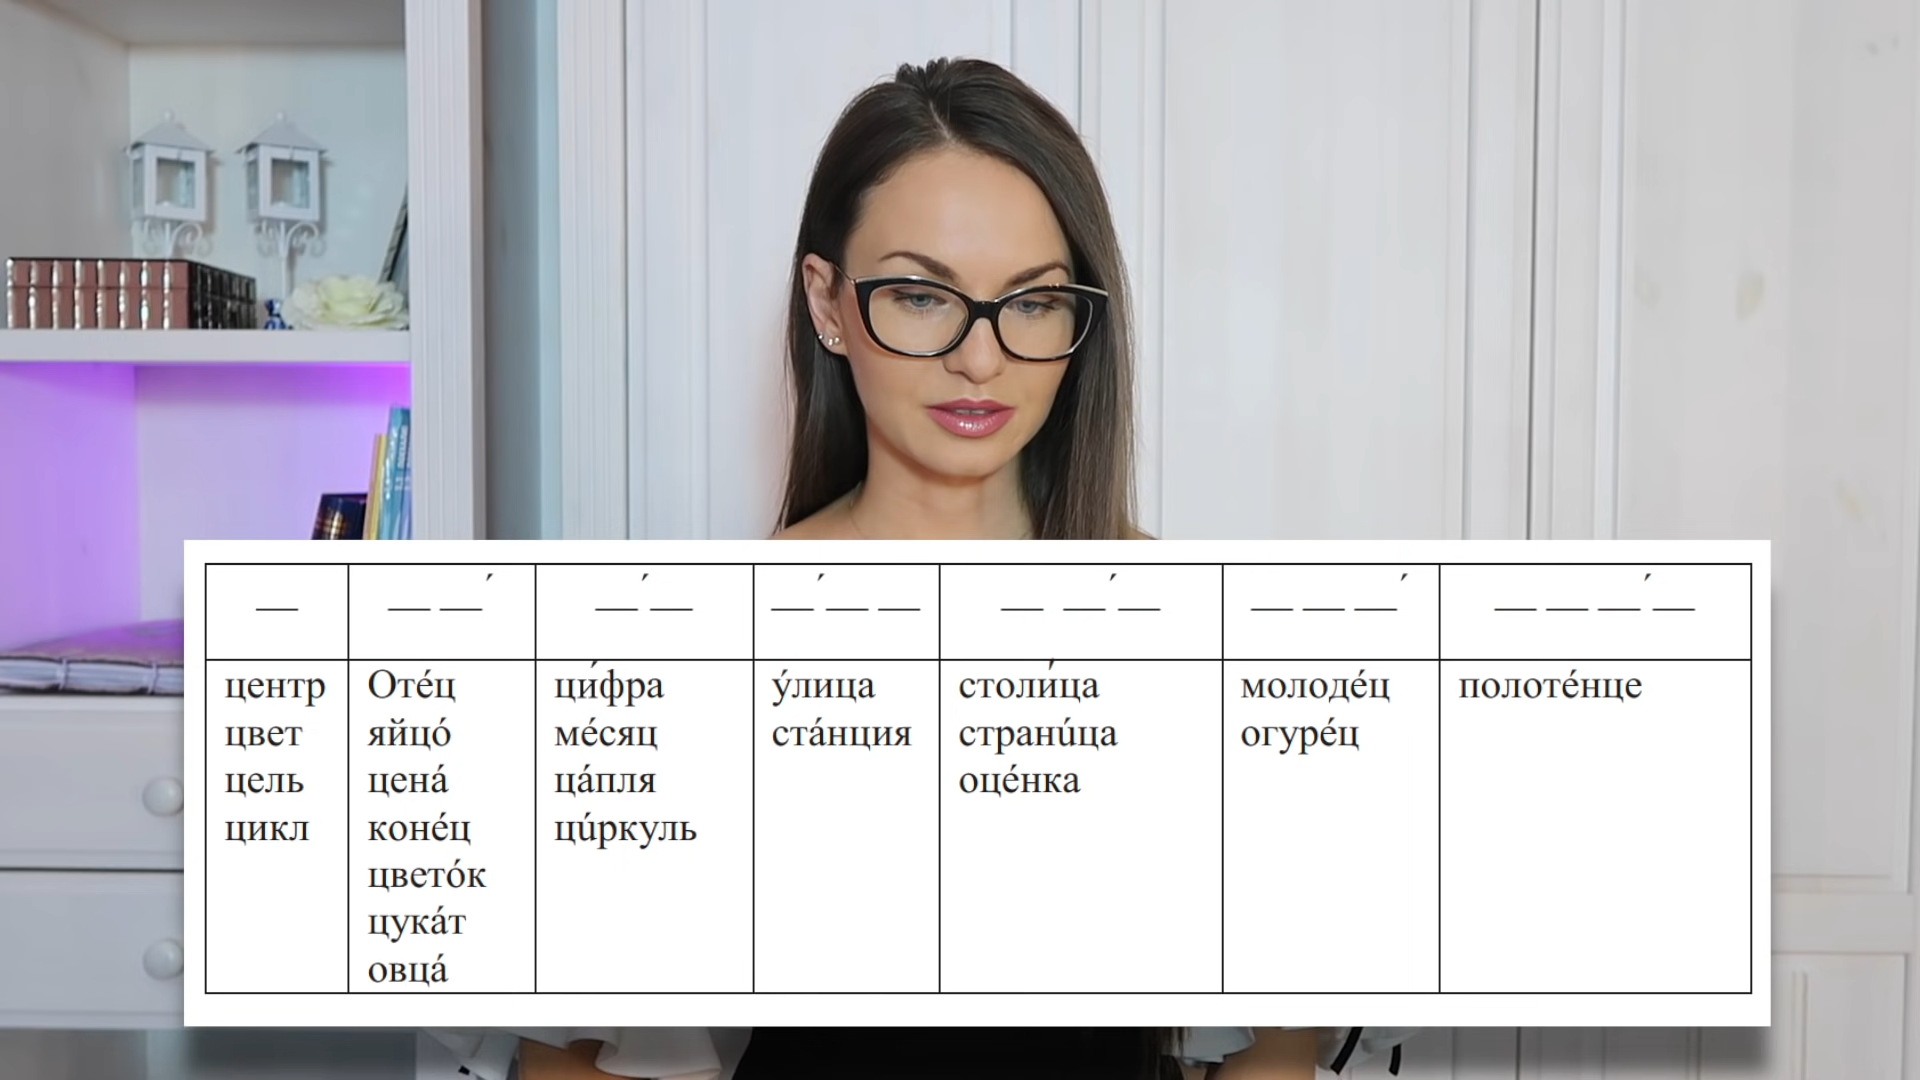 центр
цвет
цель
цикл
Оте́ц
яйцо́
цена́
коне́ц
цвето́к
цука́т
овца́
ци́фра
ме́сяц
ца́пля
ци́ркуль
у́лица
ста́нция
столи́ца
страни́ца
оце́нка
молоде́ц
огуре́ц
полоте́нце